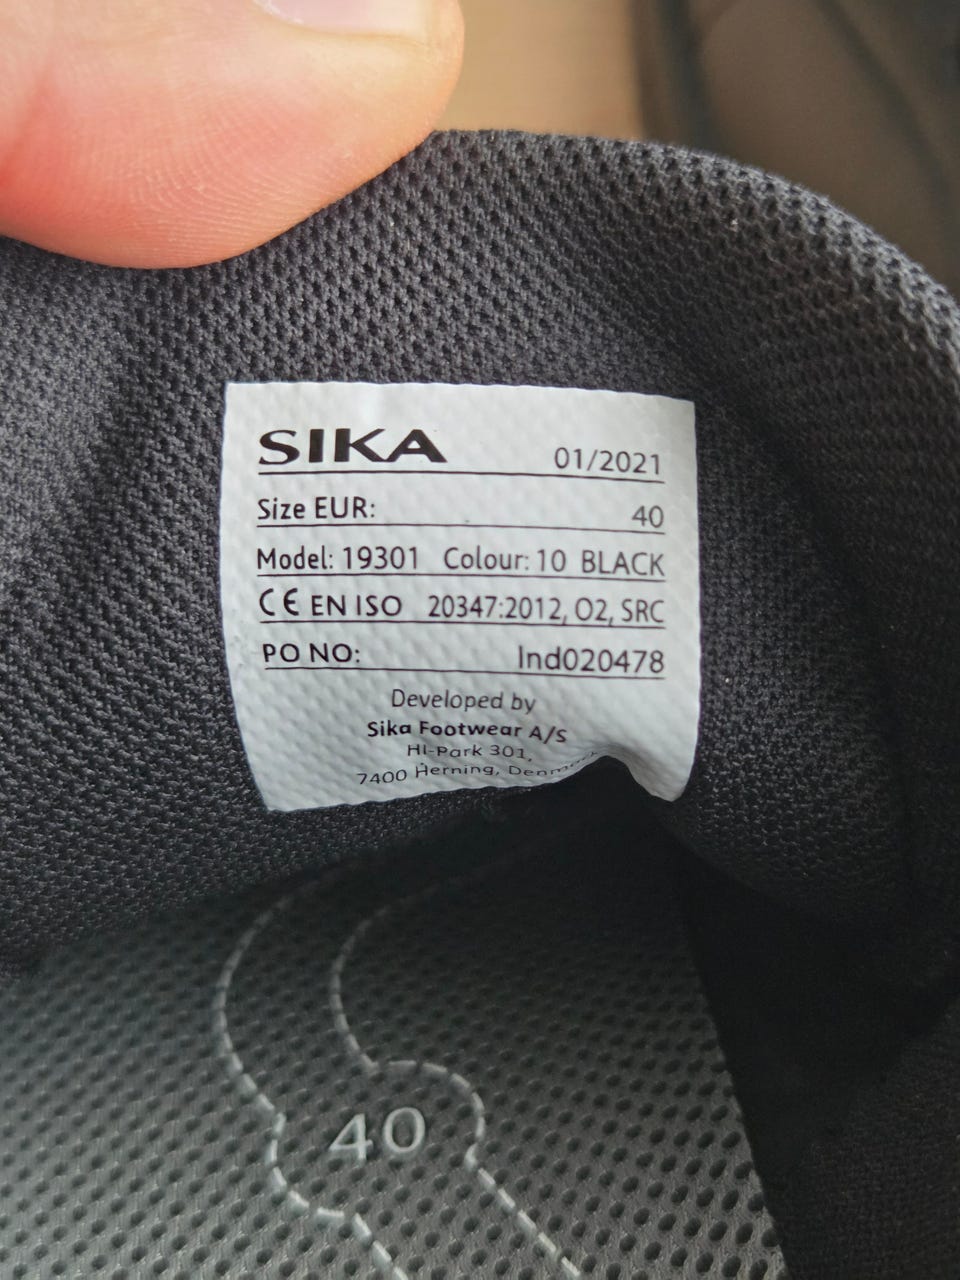 SIKA 01/2021
Size EUR: 40
Model: 19301 Colour: 10 BLACK
CE EN ISO 20347:2012, O2, SRC
PO NO: Ind020478
Developed by
Sika Footwear A/S
HI-Park 301,
7400 Herning, Denmark
40